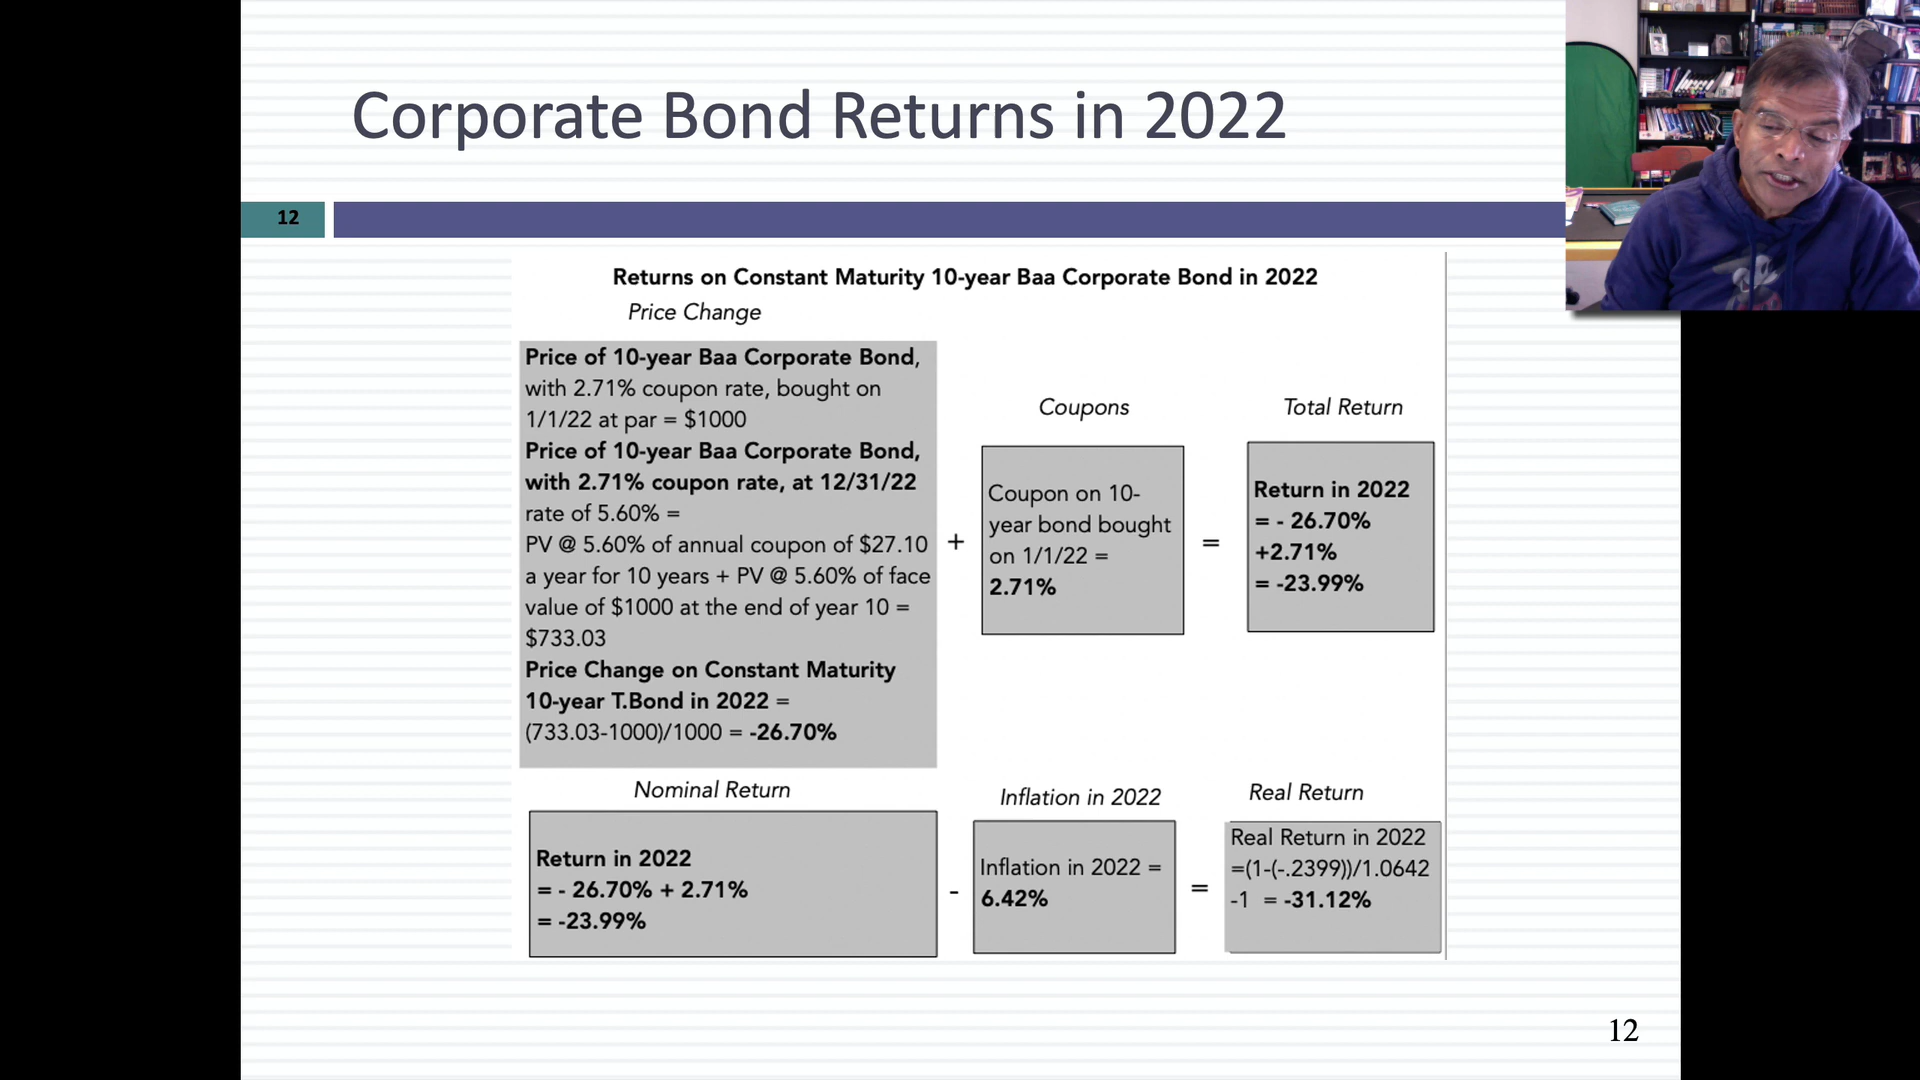 Corporate Bond Returns in 2022
12
Returns on Constant Maturity 10-year Baa Corporate Bond in 2022
Price Change
Price of 10-year Baa Corporate Bond,
with 2.71% coupon rate, bought on
1/1/22 at par = $1000
Price of 10-year Baa Corporate Bond,
with 2.71% coupon rate, at 12/31/22
rate of 5.60% =
PV @ 5.60% of annual coupon of $27.10
a year for 10 years + PV @ 5.60% of face
value of $1000 at the end of year 10 =
$733.03
Price Change on Constant Maturity
10-year T.Bond in 2022 =
(733.03-1000)/1000 = -26.70%
+
Coupons
Coupon on 10-
year bond bought
on 1/1/22 =
2.71%
=
Total Return
Return in 2022
= - 26.70%
+2.71%
= -23.99%
Nominal Return
Return in 2022
= - 26.70% + 2.71%
= -23.99%
-
Inflation in 2022
Inflation in 2022 =
6.42%
=
Real Return
Real Return in 2022
=(1-(-.2399))/1.0642
-1 = -31.12%
12